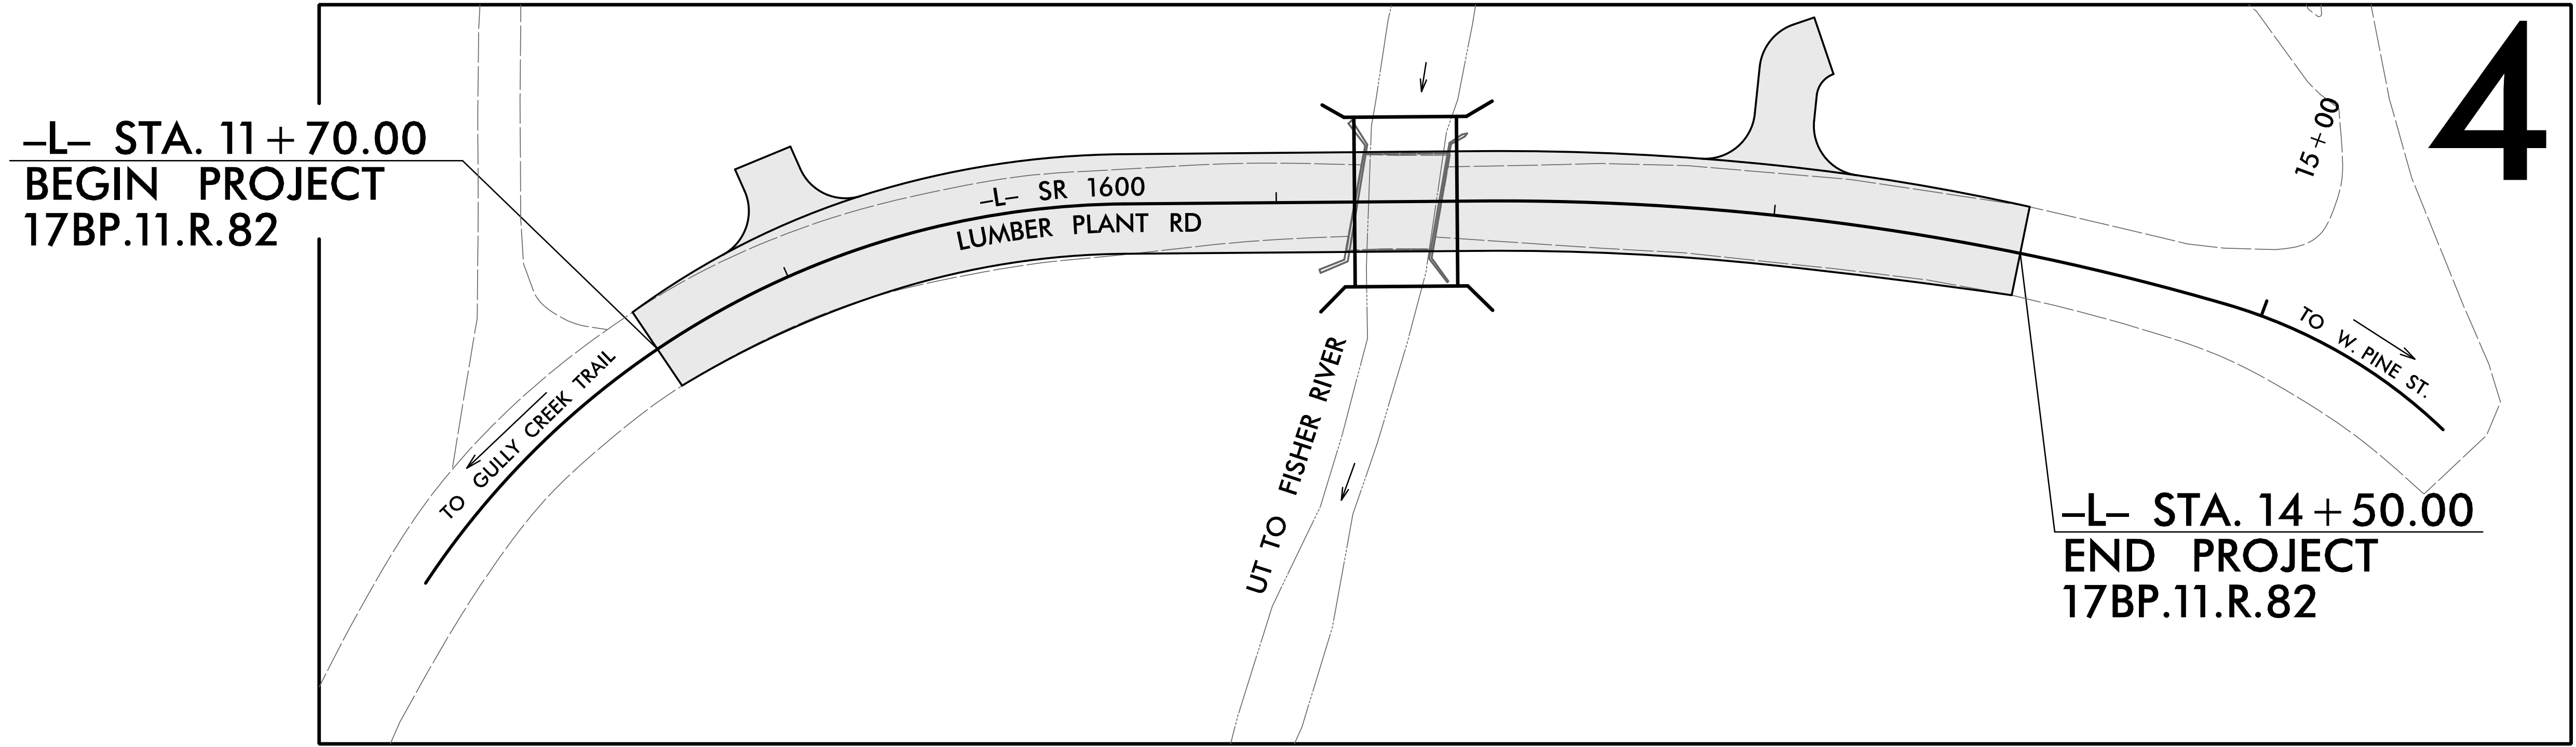 4
–L– STA. 11+70.00
BEGIN PROJECT
17BP.11.R.82
–L– SR 1600
LUMBER PLANT RD
15+00
TO GULLY CREEK TRAIL
UT TO FISHER RIVER
TO W. PINE ST.
–L– STA. 14+50.00
END PROJECT
17BP.11.R.82